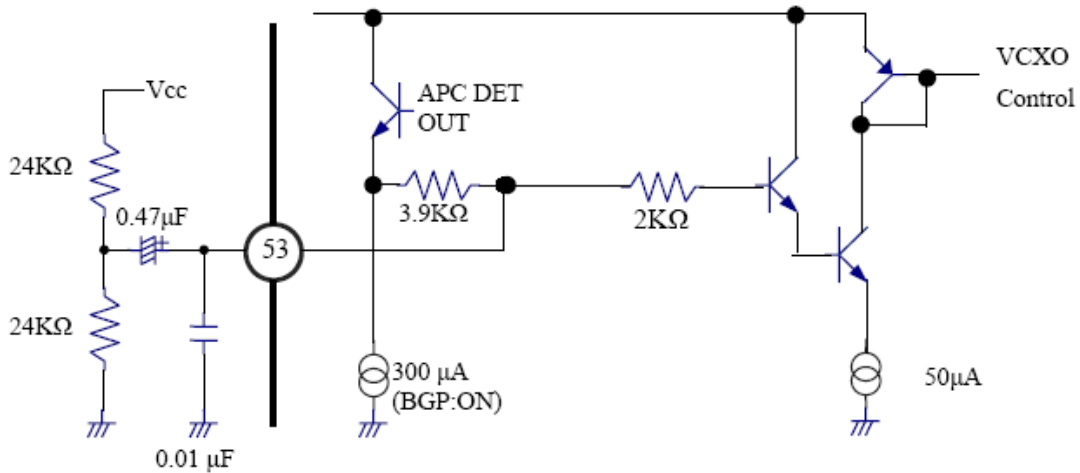 Vcc
APC DET
OUT
VCXO
Control
24KΩ
0.47μF
+
3.9KΩ
2KΩ
53
24KΩ
300 μA
(BGP:ON)
50μA
0.01 μF